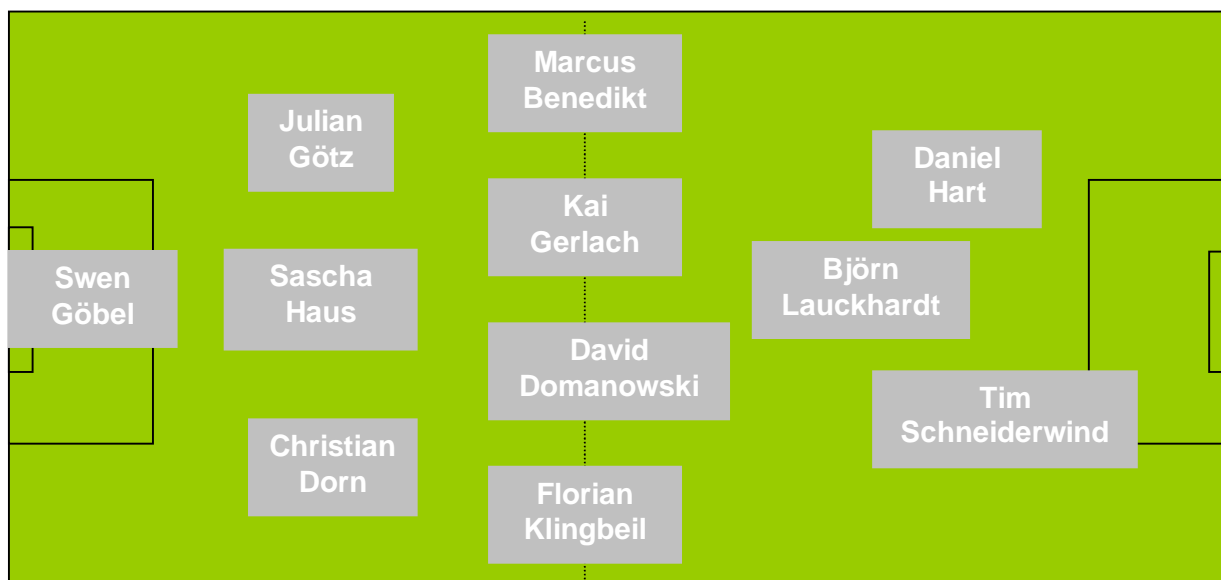 Marcus
Benedikt
Julian
Götz
Daniel
Hart
Kai
Gerlach
Swen
Göbel
Sascha
Haus
Björn
Lauckhardt
David
Domanowski
Tim
Schneiderwind
Christian
Dorn
Florian
Klingbeil